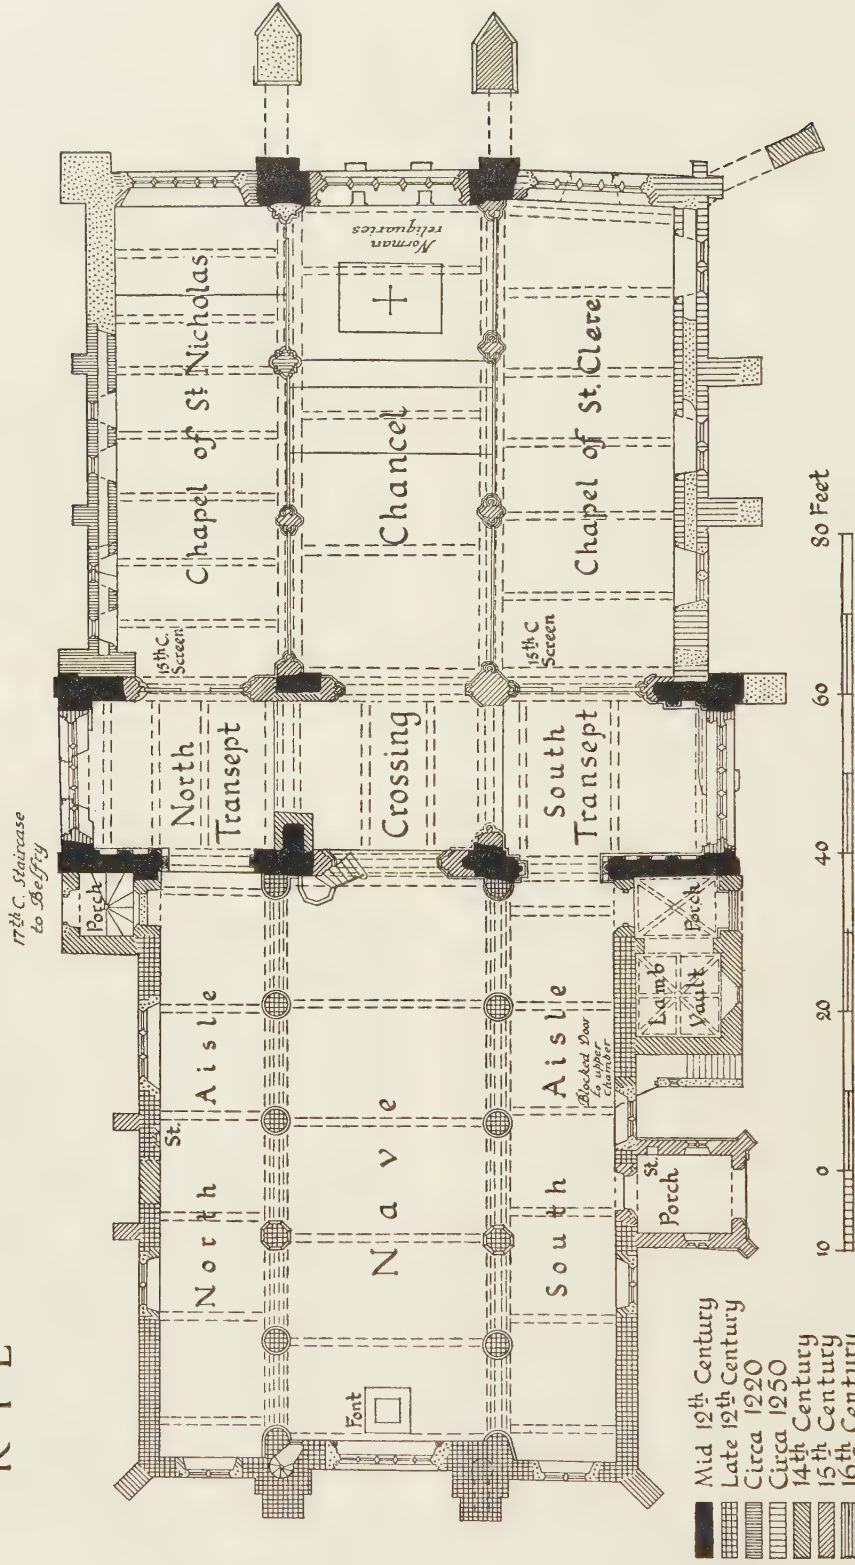 17th C. Staircase
to Belfry
Porch
North
Transept
15th C.
Screen
Chapel of St Nicholas
Norman
reliquaries
Chancel
Crossing
South
Transept
15th C.
Screen
Chapel of St. Clere
North Aisle
St.
Nave
Font
South Aisle
Blocked Door
to upper
chamber
Porch
Lamb
Vault
St.
Porch
10 0 20 40 60 80 Feet
Mid 12th Century
Late 12th Century
Circa 1220
Circa 1250
14th Century
15th Century
16th Century